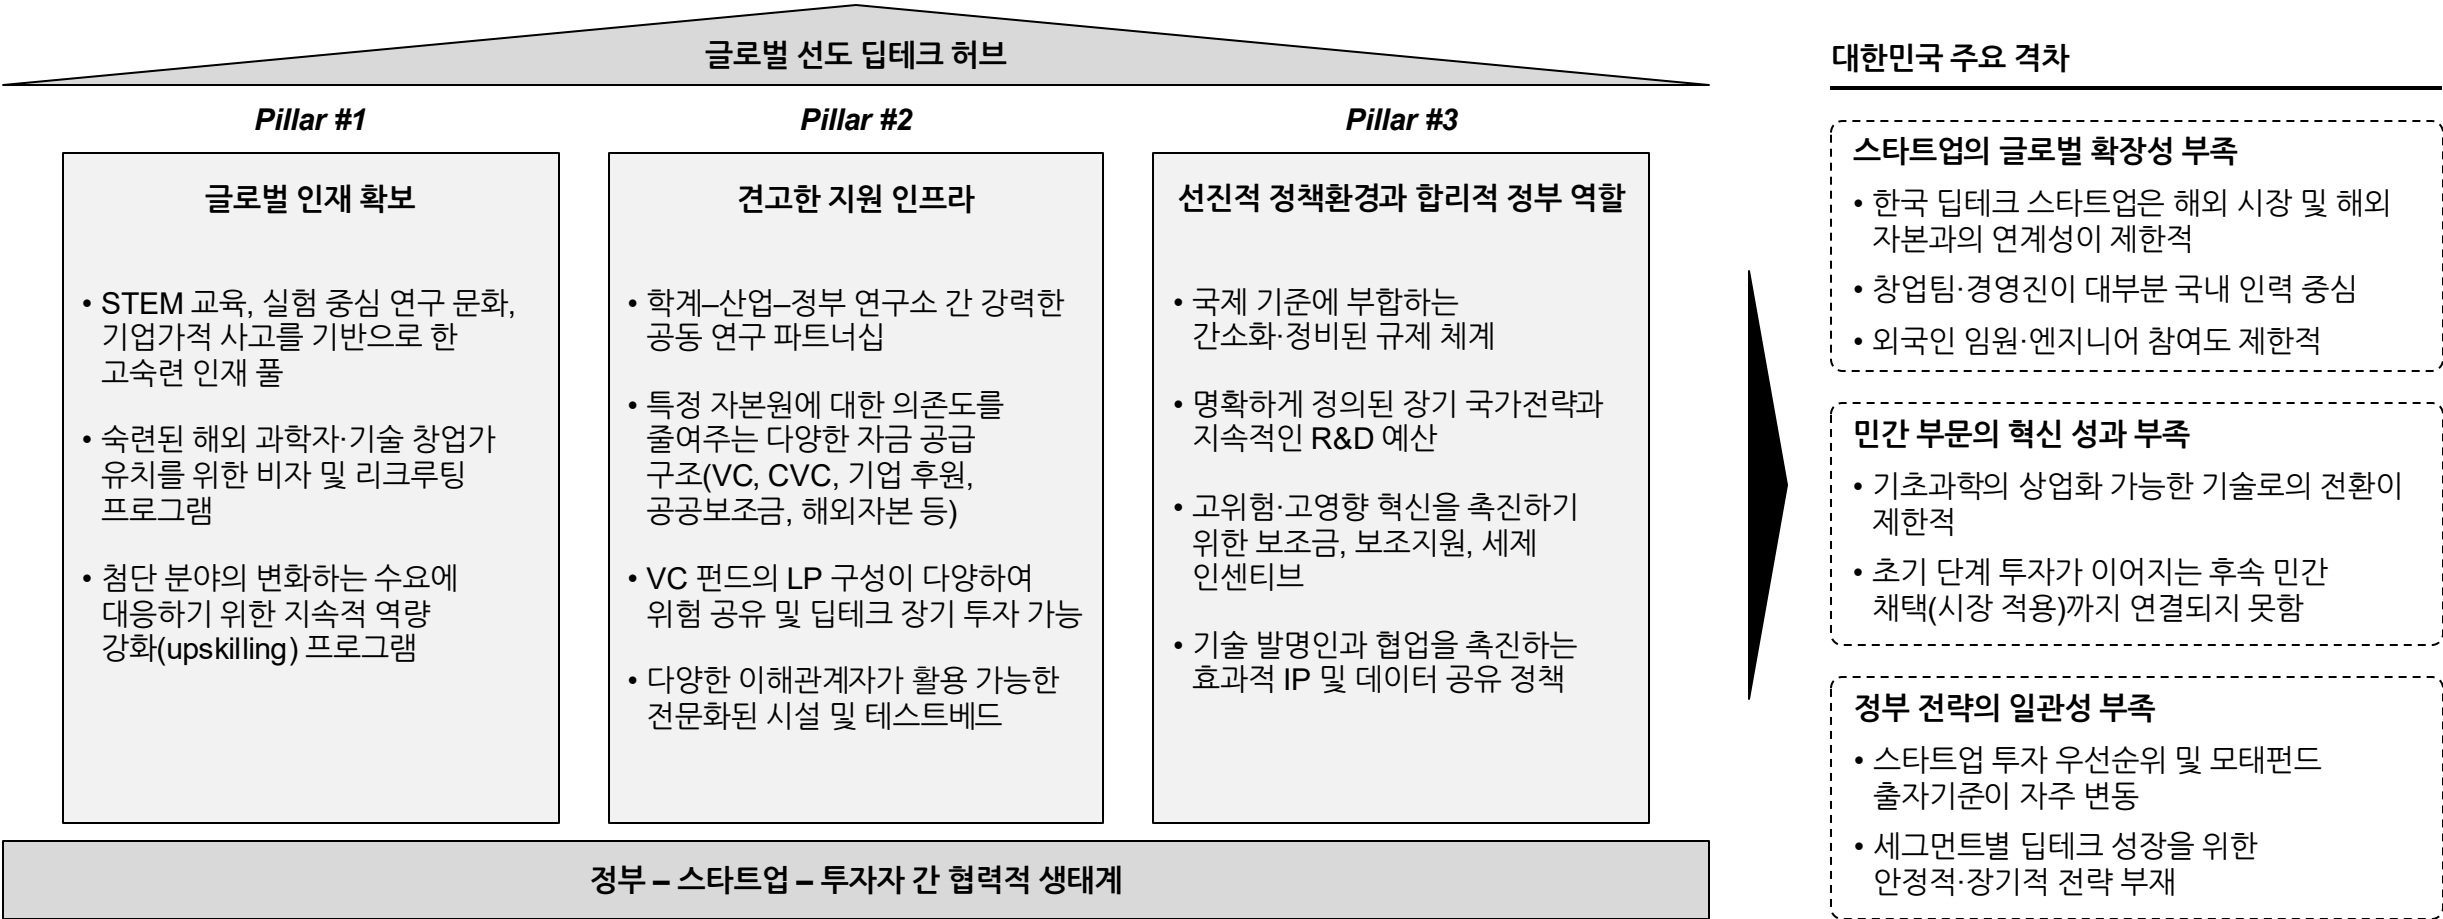 글로벌 선도 딥테크 허브
Pillar #1
글로벌 인재 확보
• STEM 교육, 실험 중심 연구 문화,
기업가적 사고를 기반으로 한
고숙련 인재 풀
• 숙련된 해외 과학자·기술 창업가
유치를 위한 비자 및 리크루팅
프로그램
• 첨단 분야의 변화하는 수요에
대응하기 위한 지속적 역량
강화(upskilling) 프로그램
Pillar #2
견고한 지원 인프라
• 학계–산업–정부 연구소 간 강력한
공동 연구 파트너십
• 특정 자본원에 대한 의존도를
줄여주는 다양한 자금 공급
구조(VC, CVC, 기업 후원,
공공보조금, 해외자본 등)
• VC 펀드의 LP 구성이 다양하여
위험 공유 및 딥테크 장기 투자 가능
• 다양한 이해관계자가 활용 가능한
전문화된 시설 및 테스트베드
Pillar #3
선진적 정책환경과 합리적 정부 역할
• 국제 기준에 부합하는
간소화·정비된 규제 체계
• 명확하게 정의된 장기 국가전략과
지속적인 R&D 예산
• 고위험·고영향 혁신을 촉진하기
위한 보조금, 보조지원, 세제
인센티브
• 기술 발명인과 협업을 촉진하는
효과적 IP 및 데이터 공유 정책
정부 – 스타트업 – 투자자 간 협력적 생태계
대한민국 주요 격차
스타트업의 글로벌 확장성 부족
• 한국 딥테크 스타트업은 해외 시장 및 해외
자본과의 연계성이 제한적
• 창업팀·경영진이 대부분 국내 인력 중심
• 외국인 임원·엔지니어 참여도 제한적
민간 부문의 혁신 성과 부족
• 기초과학의 상업화 가능한 기술로의 전환이
제한적
• 초기 단계 투자가 이어지는 후속 민간
채택(시장 적용)까지 연결되지 못함
정부 전략의 일관성 부족
• 스타트업 투자 우선순위 및 모태펀드
출자기준이 자주 변동
• 세그먼트별 딥테크 성장을 위한
안정적·장기적 전략 부재